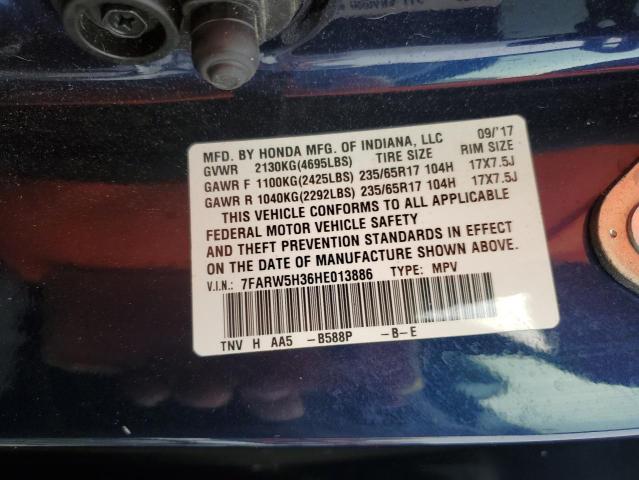 MFD. BY HONDA MFG. OF INDIANA, LLC 09/'17
GVWR 2130KG(4695LBS) TIRE SIZE RIM SIZE
GAWR F 1100KG(2425LBS) 235/65R17 104H 17X7.5J
GAWR R 1040KG(2292LBS) 235/65R17 104H 17X7.5J
THIS VEHICLE CONFORMS TO ALL APPLICABLE
FEDERAL MOTOR VEHICLE SAFETY
AND THEFT PREVENTION STANDARDS IN EFFECT
ON THE DATE OF MANUFACTURE SHOWN ABOVE.
V.I.N.: 7FARW5H36HE013886 TYPE: MPV
TNV H AA5 -B588P -B-E